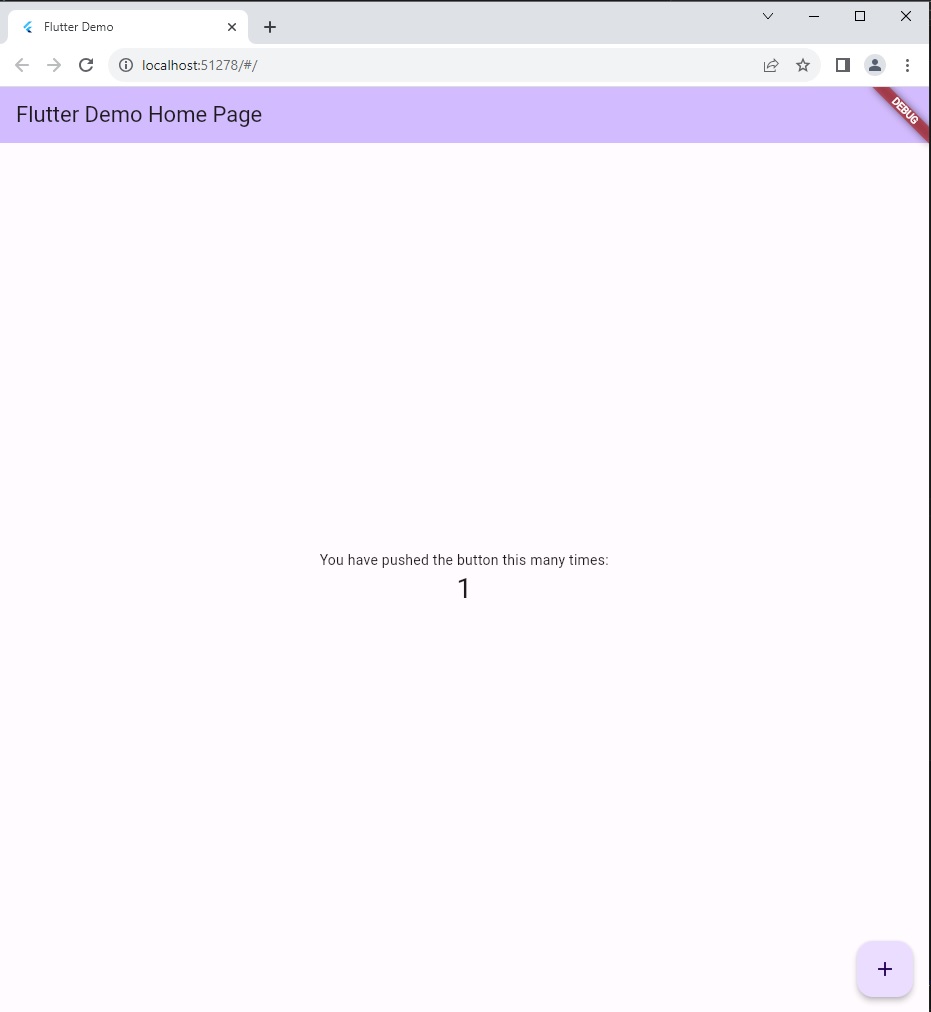 Flutter Demo
localhost:51278/#/
Flutter Demo Home Page
DEBUG
You have pushed the button this many times:
1